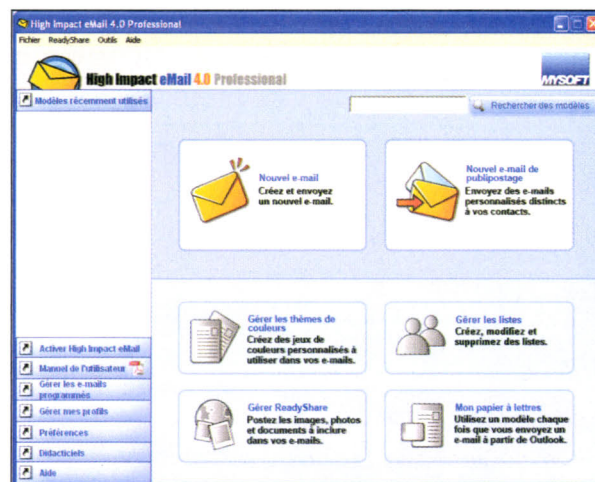 High Impact eMail 4.0 Professional
Fichier ReadyShare Outils Aide
High Impact eMail 4.0 Professional
MYSOFT
Modèles récemment utilisés
Rechercher des modèles
Nouvel e-mail
Créez et envoyez
un nouvel e-mail.
Nouvel e-mail de
publipostage
Envoyez des e-mails
personnalisés distincts
à vos contacts.
Gérer les thèmes de
couleurs
Créez des jeux de
couleurs personnalisés à
utiliser dans vos e-mails.
Gérer les listes
Créez, modifiez et
supprimez des listes.
Activer High Impact eMail
Manuel de l'utilisateur
Gérer les e-mails
programmés
Gérer mes profils
Préférences
Didacticiels
Aide
Gérer ReadyShare
Postez les images, photos
et documents à inclure
dans vos e-mails.
Mon papier à lettres
Utilisez un modèle chaque
fois que vous envoyez un
e-mail à partir de Outlook.